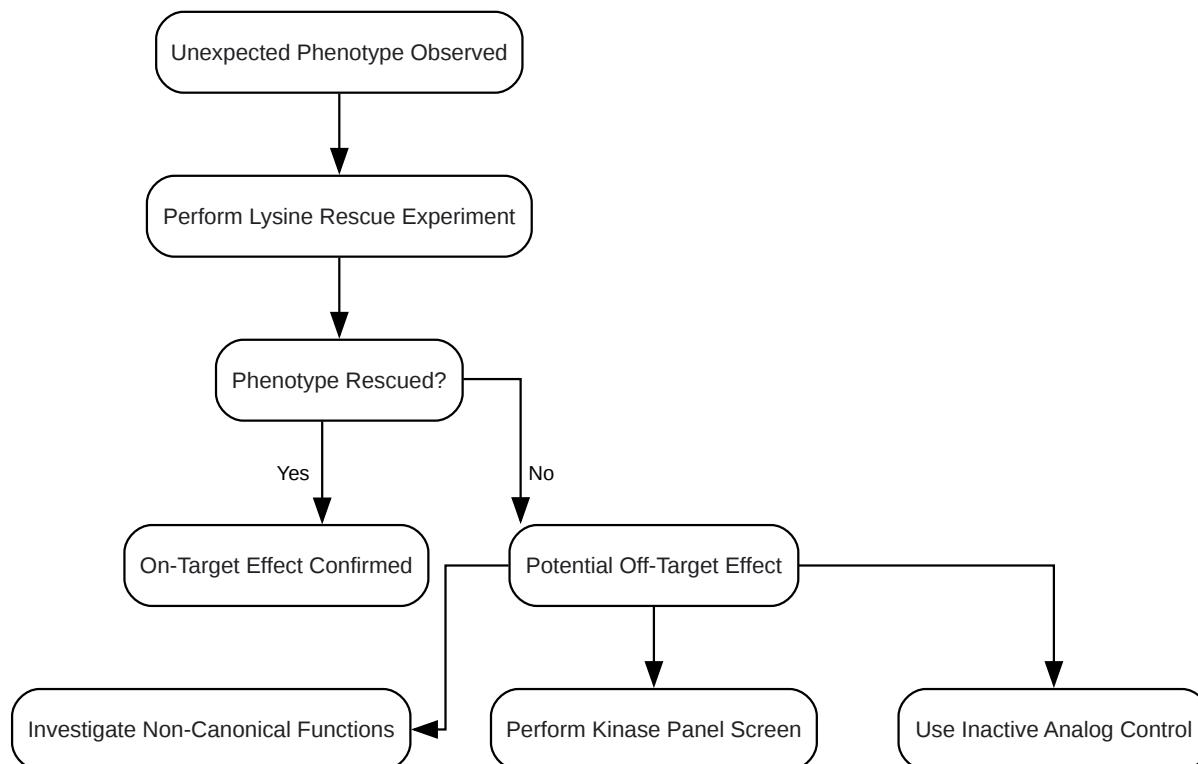 Unexpected Phenotype Observed
Perform Lysine Rescue Experiment
Phenotype Rescued?
Yes
No
On-Target Effect Confirmed
Potential Off-Target Effect
Investigate Non-Canonical Functions
Perform Kinase Panel Screen
Use Inactive Analog Control